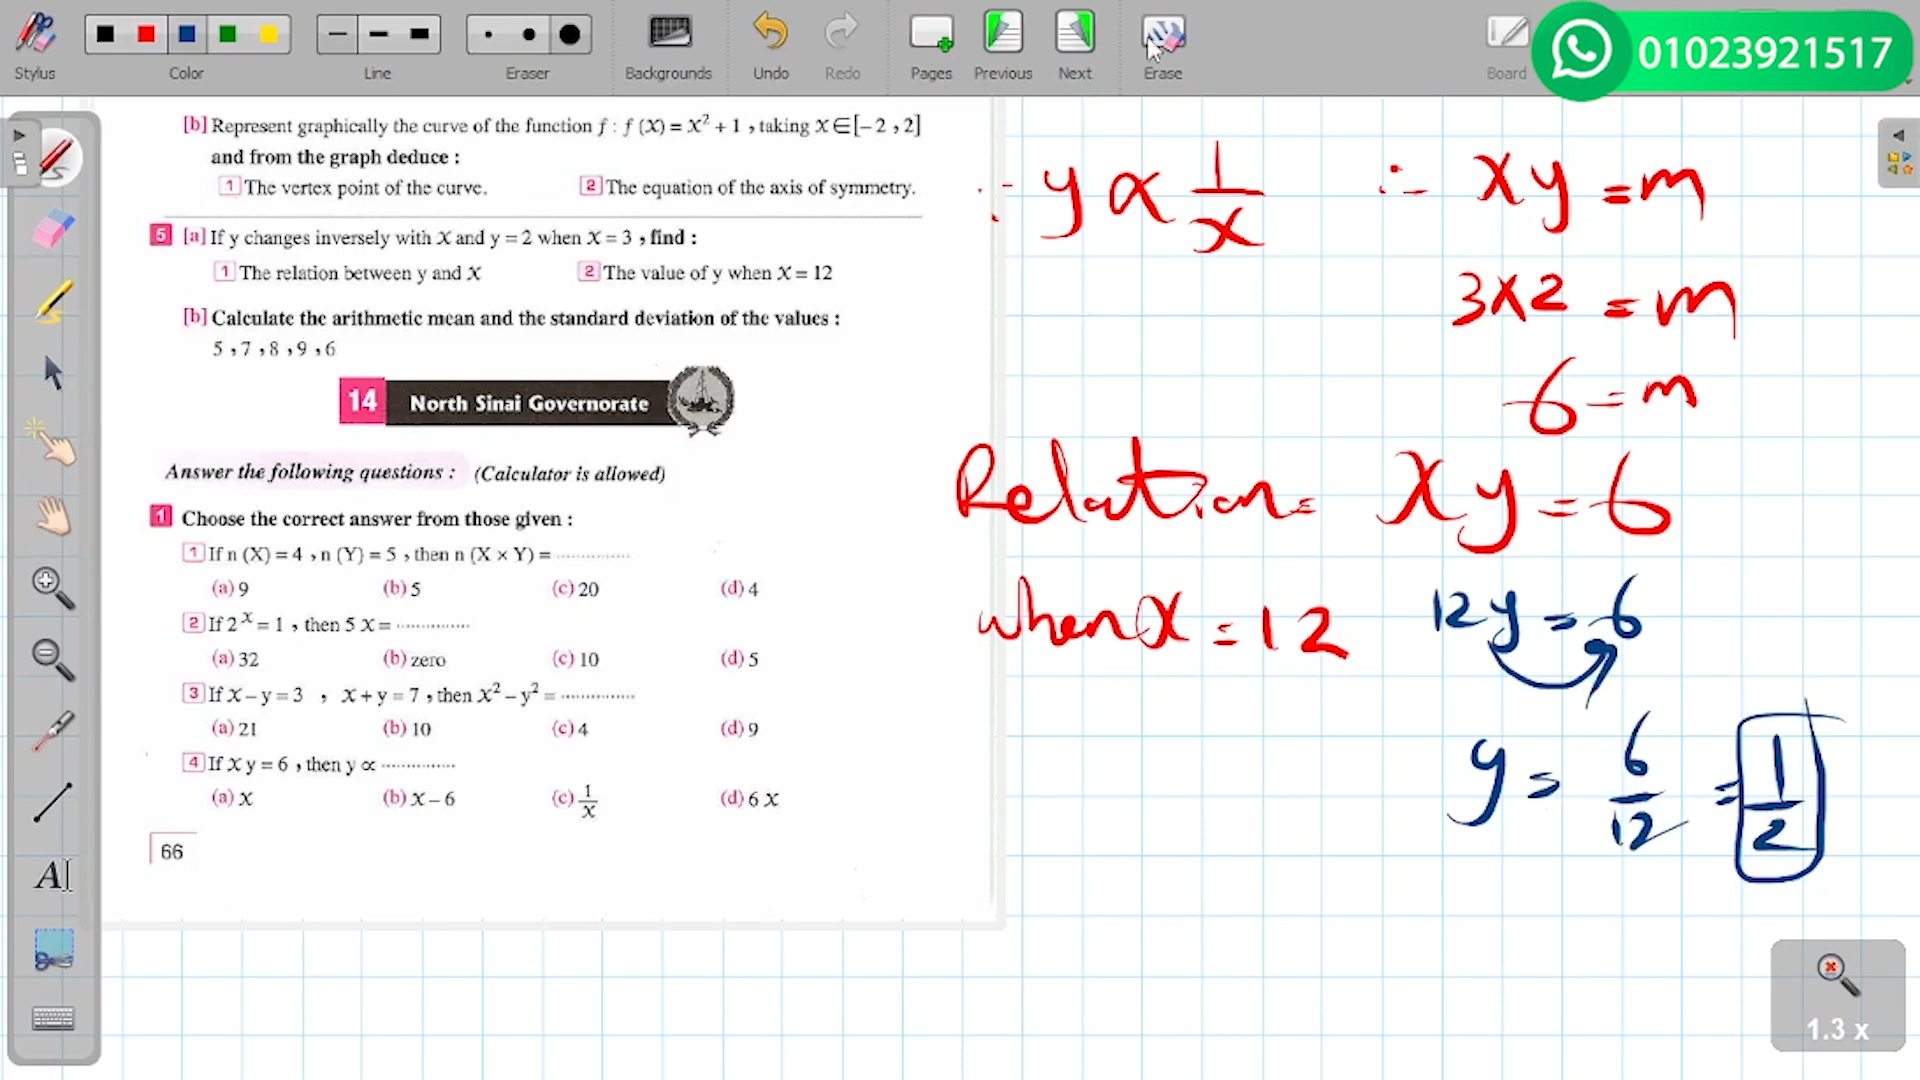 Stylus
Color
Line
Eraser
Backgrounds
Undo
Redo
Pages
Previous
Next
Erase
Board
01023921517
[b] Represent graphically the curve of the function f : f (X) = X² + 1 , taking X ∈ [– 2 , 2]
and from the graph deduce :
1 The vertex point of the curve. 2 The equation of the axis of symmetry.
5 [a] If y changes inversely with X and y = 2 when X = 3 , find :
1 The relation between y and X 2 The value of y when X = 12
[b] Calculate the arithmetic mean and the standard deviation of the values :
5 , 7 , 8 , 9 , 6
14 North Sinai Governorate
Answer the following questions : (Calculator is allowed)
1 Choose the correct answer from those given :
1 If n (X) = 4 , n (Y) = 5 , then n (X × Y) = ...............
(a) 9 (b) 5 (c) 20 (d) 4
2 If 2^X = 1 , then 5 X = ...............
(a) 32 (b) zero (c) 10 (d) 5
3 If X – y = 3 , X + y = 7 , then X² – y² = ...............
(a) 21 (b) 10 (c) 4 (d) 9
4 If X y = 6 , then y ∝ ...............
(a) X (b) X – 6 (c) 1/X (d) 6 X
66
∵ y ∝ 1/x ∴ xy = m
3 x 2 = m
6 = m
Relation = xy = 6
when x = 12 12y = 6
y = 6/12 = 1/2
A
1.3 x